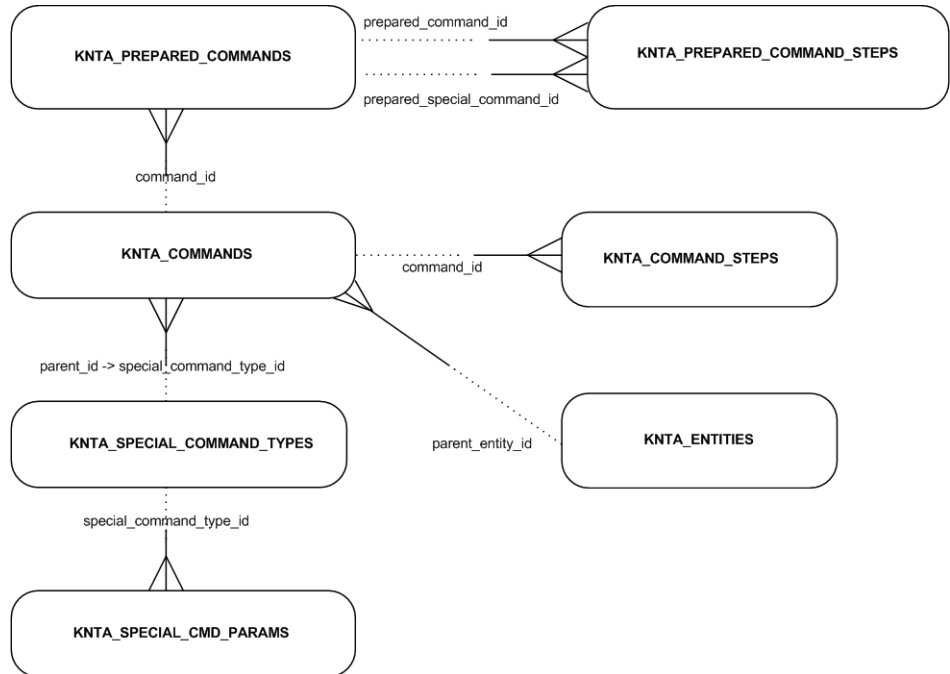 prepared_command_id
KNTA_PREPARED_COMMANDS
KNTA_PREPARED_COMMAND_STEPS
prepared_special_command_id
command_id
KNTA_COMMANDS
KNTA_COMMAND_STEPS
command_id
parent_id -> special_command_type_id
KNTA_SPECIAL_COMMAND_TYPES
parent_entity_id
KNTA_ENTITIES
special_command_type_id
KNTA_SPECIAL_CMD_PARAMS